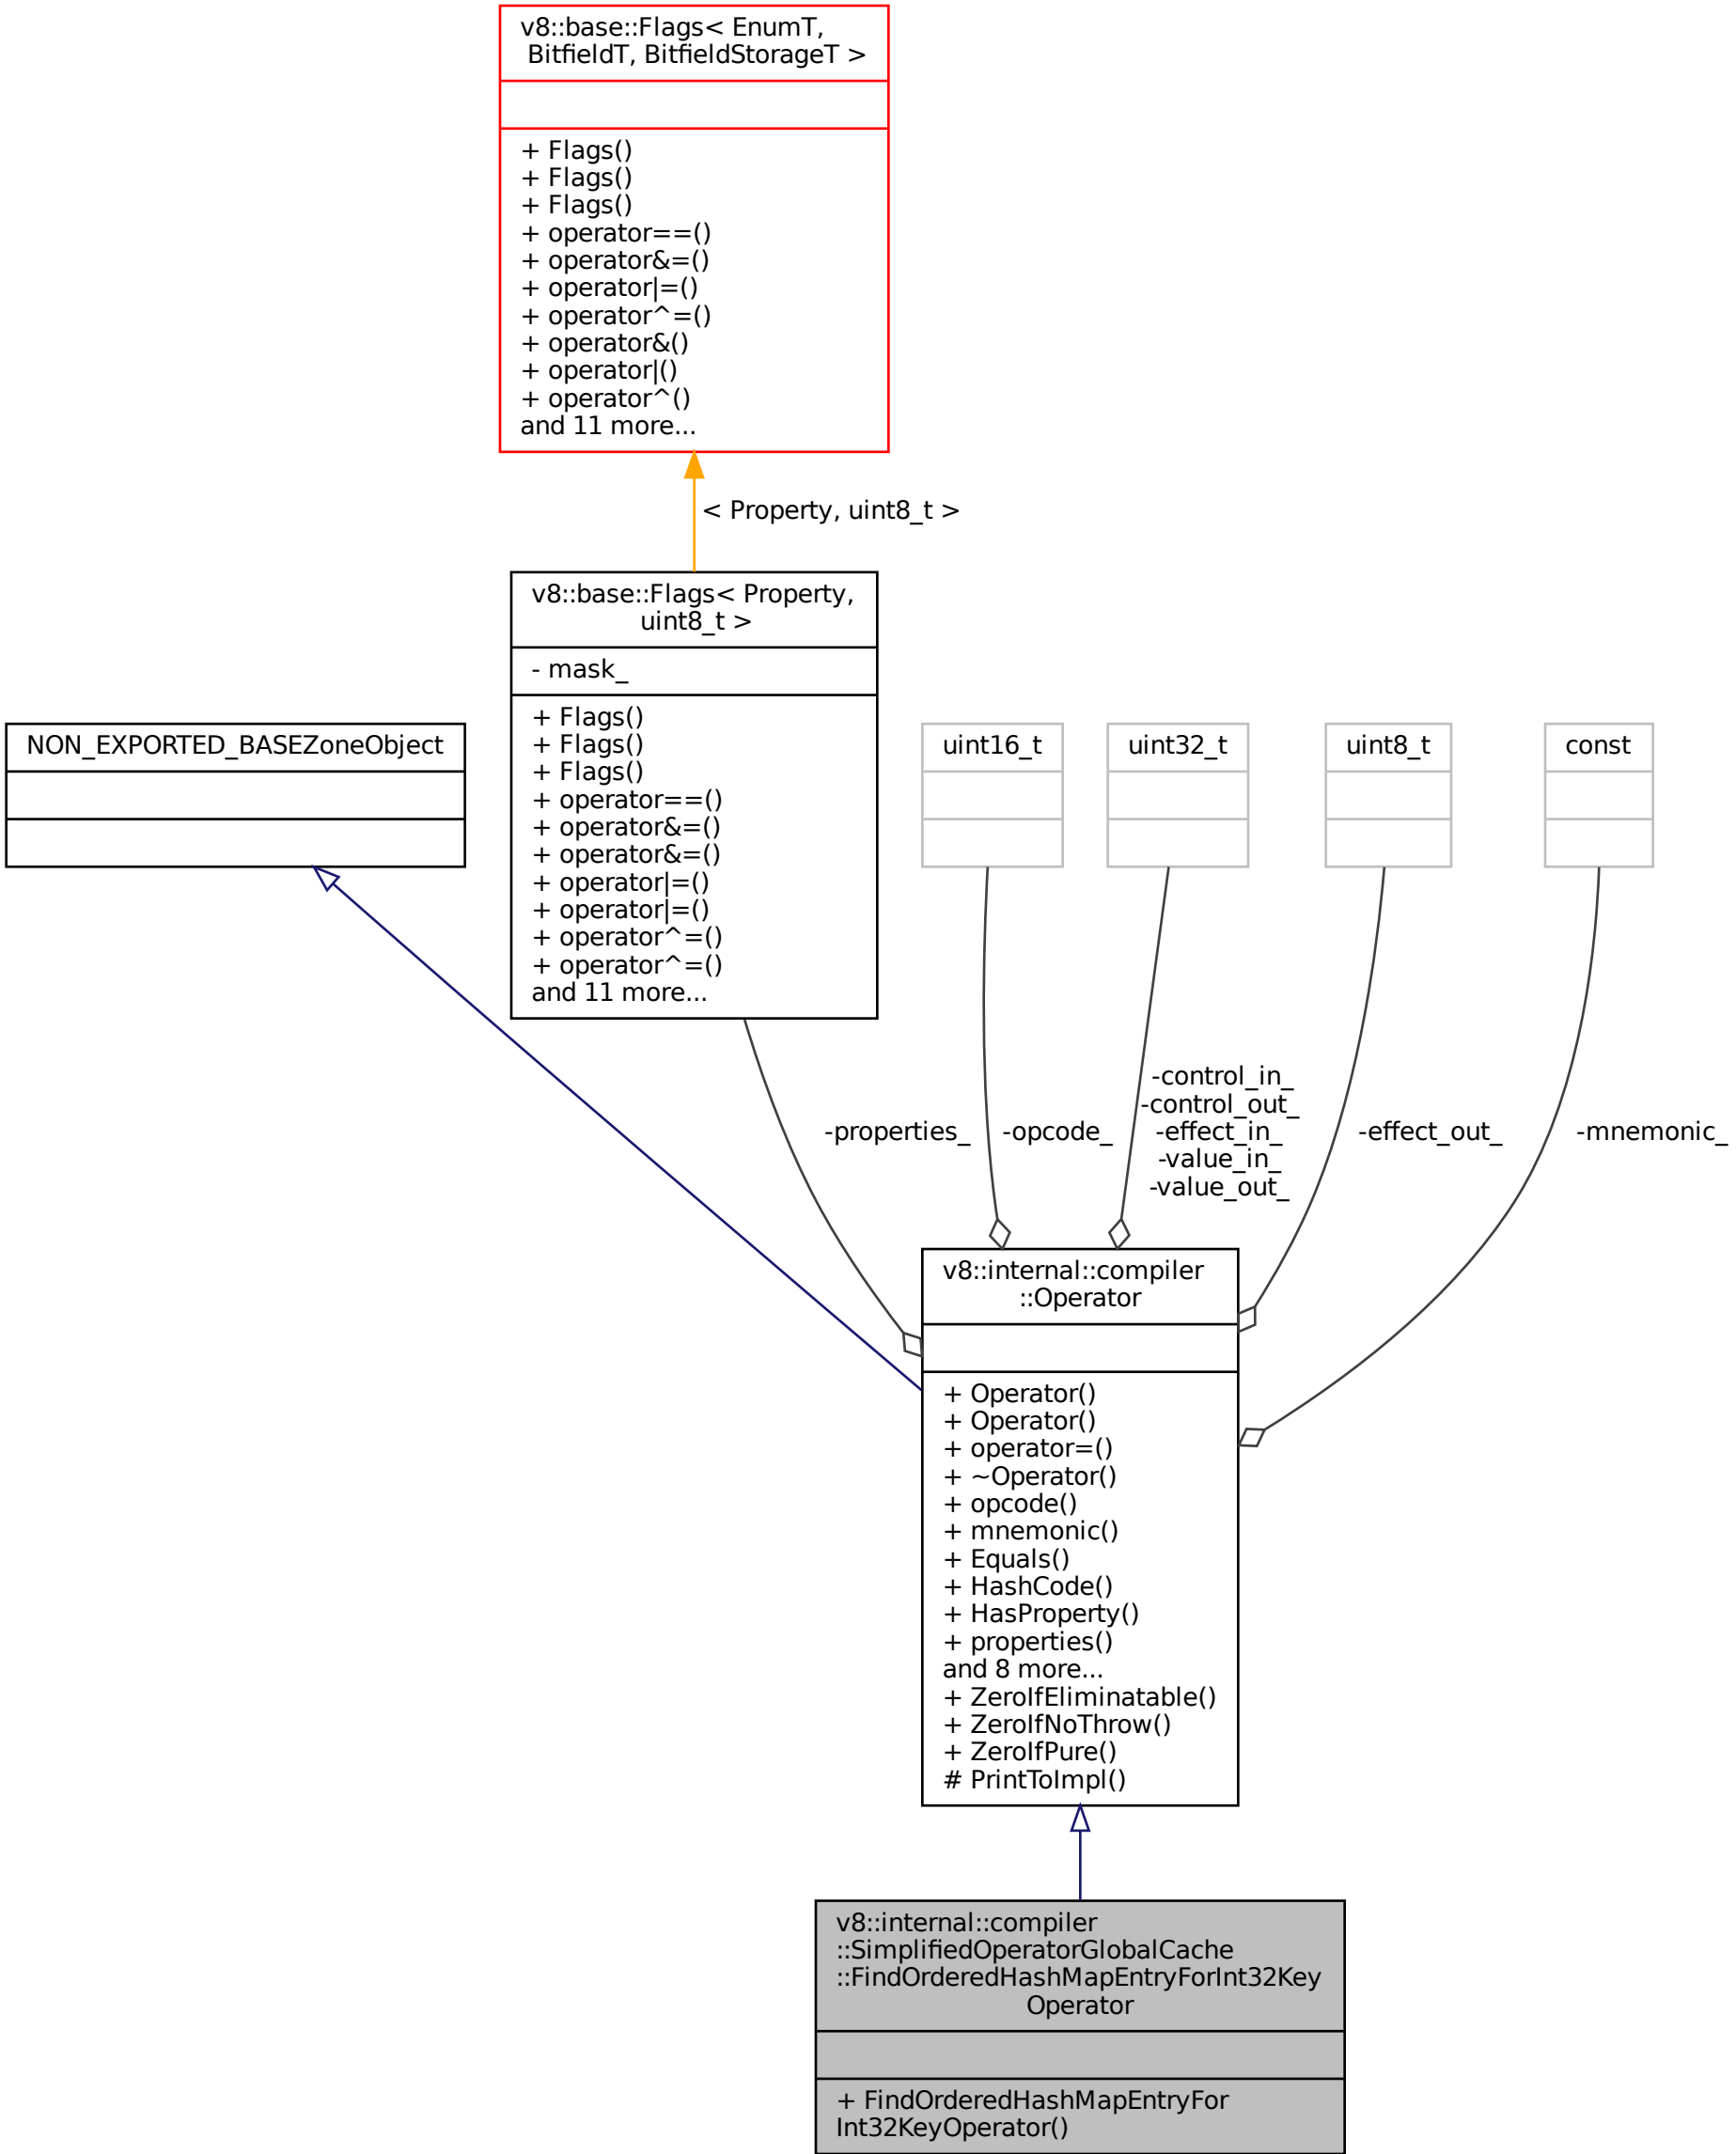 v8::base::Flags< EnumT,
BitfieldT, BitfieldStorageT >
+ Flags()
+ Flags()
+ Flags()
+ operator==()
+ operator&=()
+ operator|=()
+ operator^=()
+ operator&()
+ operator|()
+ operator^()
and 11 more...
< Property, uint8_t >
v8::base::Flags< Property,
uint8_t >
- mask_
+ Flags()
+ Flags()
+ Flags()
+ operator==()
+ operator&=()
+ operator&=()
+ operator|=()
+ operator|=()
+ operator^=()
+ operator^=()
and 11 more...
NON_EXPORTED_BASEZoneObject
uint16_t
uint32_t
uint8_t
const
-properties_
-opcode_
-control_in_
-control_out_
-effect_in_
-value_in_
-value_out_
-effect_out_
-mnemonic_
v8::internal::compiler
::Operator
+ Operator()
+ Operator()
+ operator=()
+ ~Operator()
+ opcode()
+ mnemonic()
+ Equals()
+ HashCode()
+ HasProperty()
+ properties()
and 8 more...
+ ZeroIfEliminatable()
+ ZeroIfNoThrow()
+ ZeroIfPure()
# PrintToImpl()
v8::internal::compiler
::SimplifiedOperatorGlobalCache
::FindOrderedHashMapEntryForInt32Key
Operator
+ FindOrderedHashMapEntryFor
Int32KeyOperator()